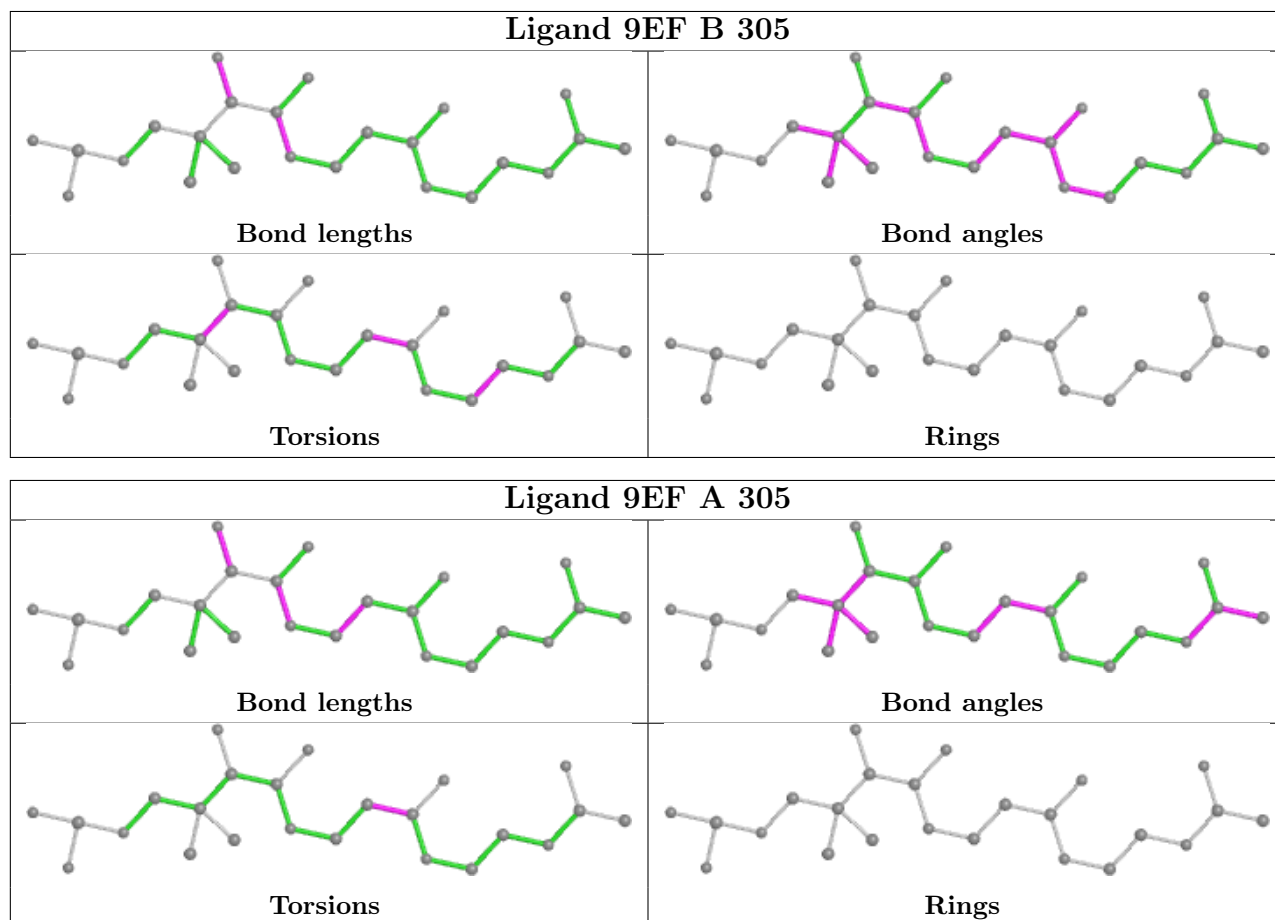 Ligand 9EF B 305
Bond lengths
Bond angles
Torsions
Rings
Ligand 9EF A 305
Bond lengths
Bond angles
Torsions
Rings